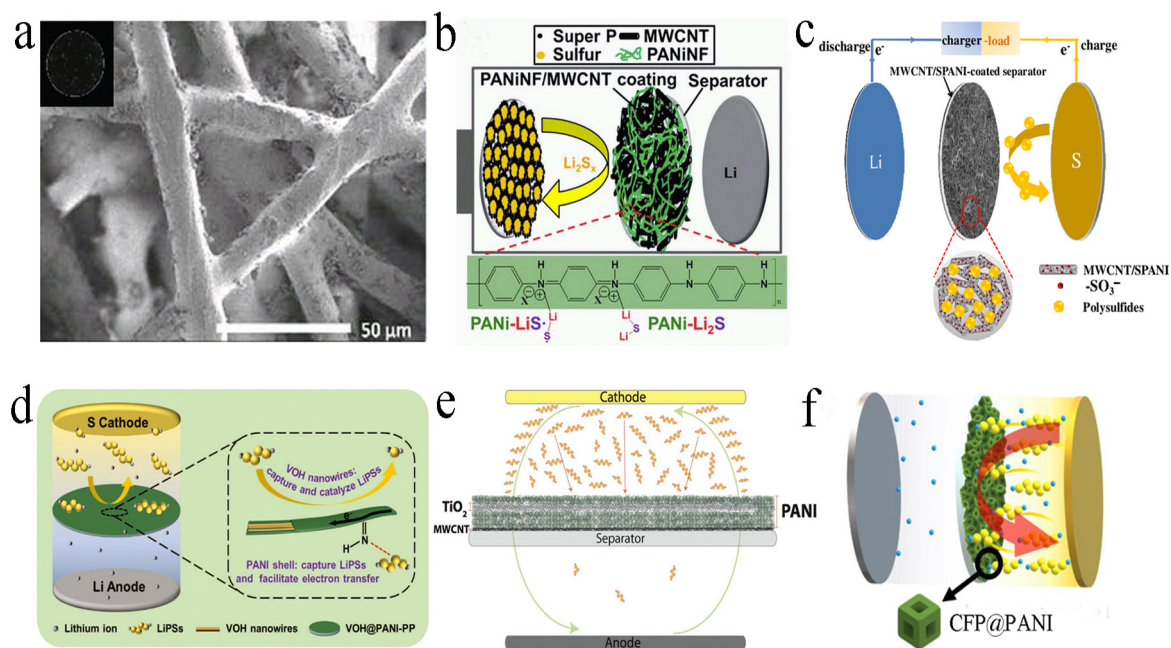 a
50 µm
b
Super P MWCNT
Sulfur PANiNF
PANiNF/MWCNT coating Separator
Li₂Sₓ
Li
H H H H
N N N N
X⁻ X⁻
n
Li Li
S Li S
PANi-LiS· PANi-Li₂S
c
charger-load
discharge e⁻ e⁻ charge
MWCNT/SPANI-coated separator
Li
S
MWCNT/SPANI
-SO₃⁻
Polysulfides
d
S Cathode
Li Anode
VOH nanowires:
capture and catalyze LiPSs
e⁻
N
H
PANI shell: capture LiPSs
and facilitate electron transfer
Lithium ion LiPSs VOH nanowires VOH@PANI-PP
e
Cathode
TiO₂
PANI
MWCNT
Separator
Anode
f
CFP@PANI